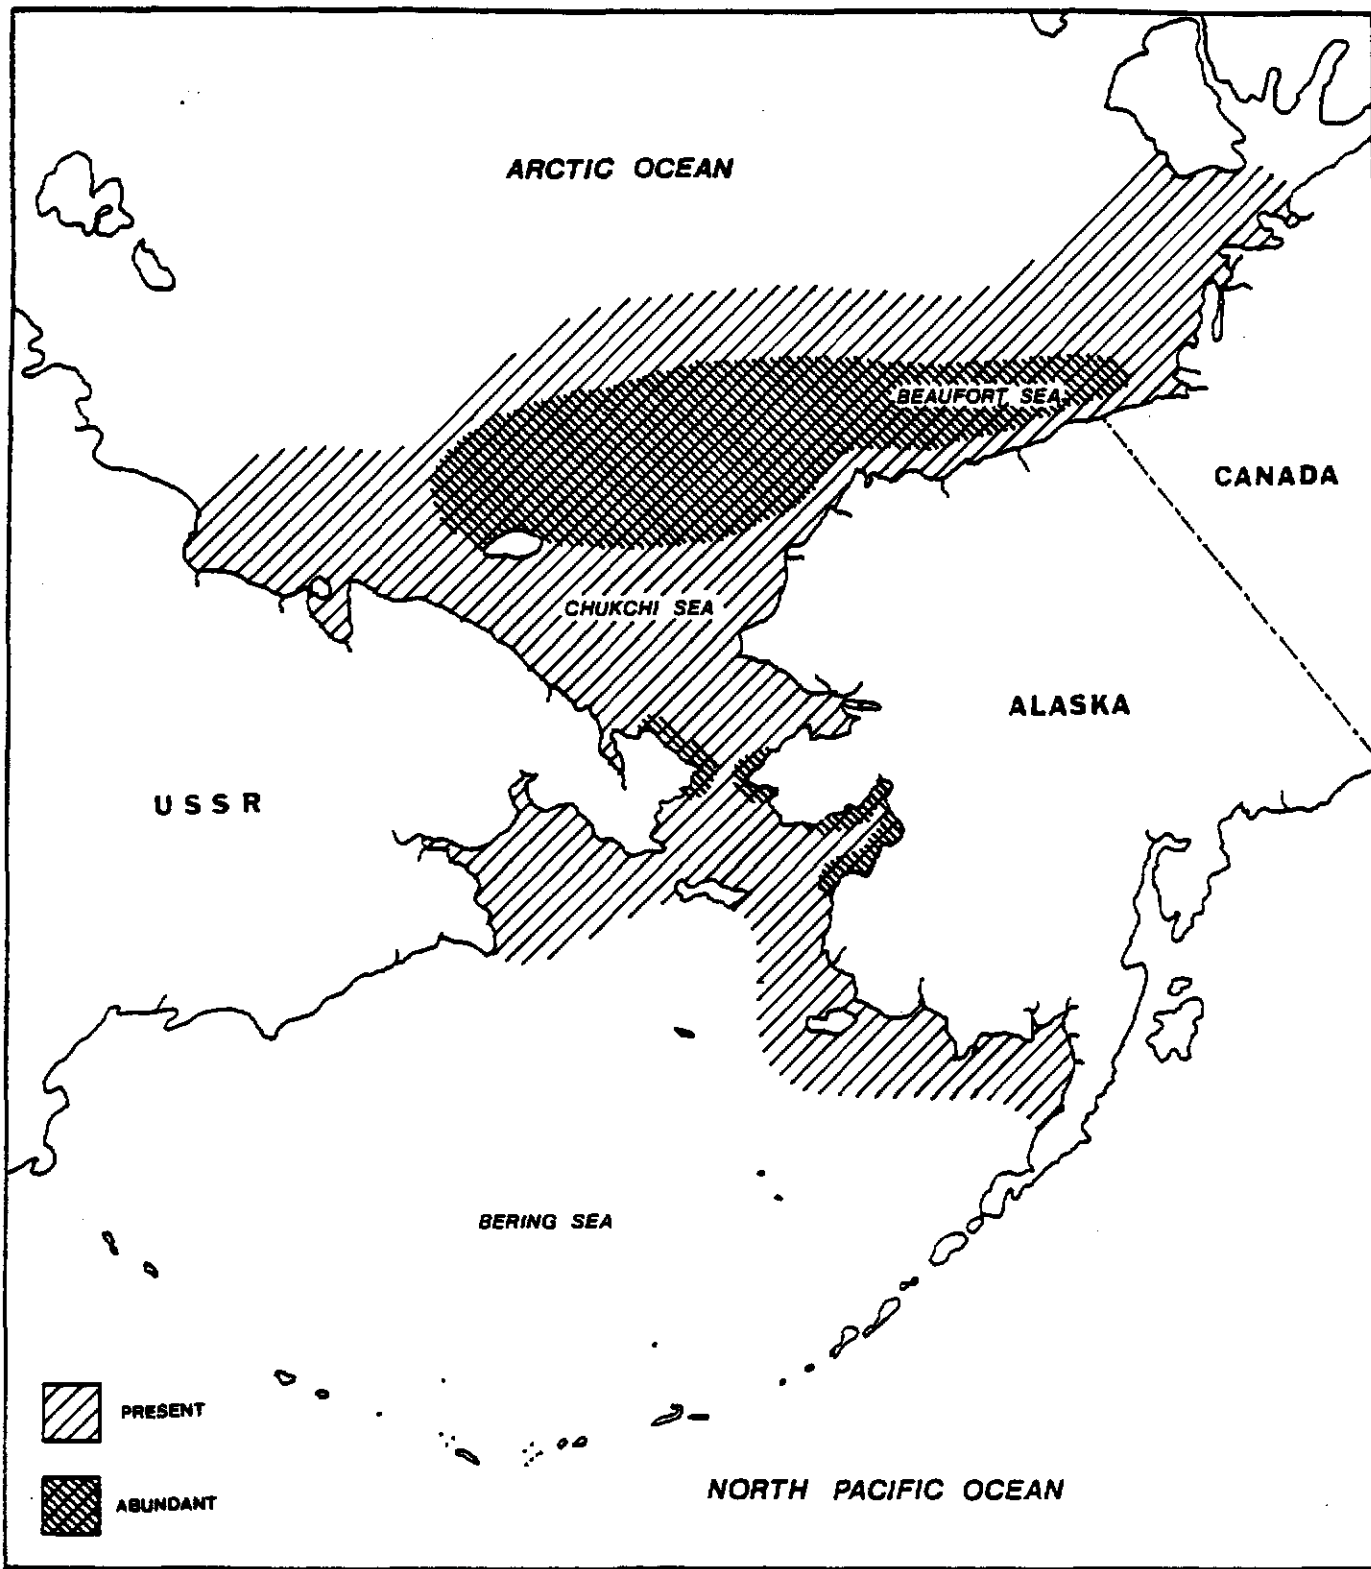 ARCTIC OCEAN
BEAUFORT SEA
CANADA
CHUKCHI SEA
ALASKA
USSR
BERING SEA
PRESENT
ABUNDANT
NORTH PACIFIC OCEAN